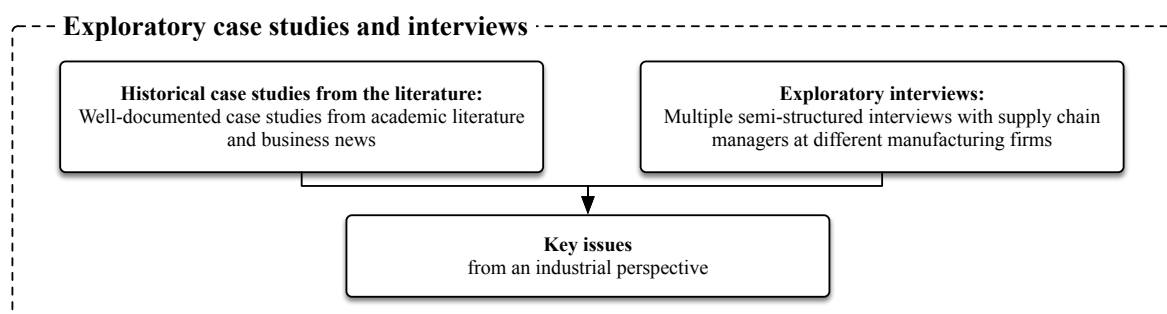 Exploratory case studies and interviews
Historical case studies from the literature:
Well-documented case studies from academic literature
and business news
Exploratory interviews:
Multiple semi-structured interviews with supply chain
managers at different manufacturing firms
Key issues
from an industrial perspective